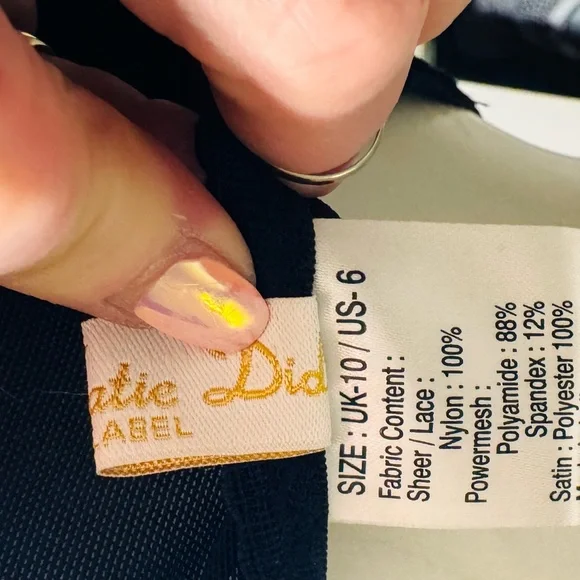 atic Did
LABEL
SIZE : UK-10 / US- 6
Fabric Content :
Sheer / Lace :
Nylon : 100%
Powermesh :
Polyamide : 88%
Spandex : 12%
Satin : Polyester 100%